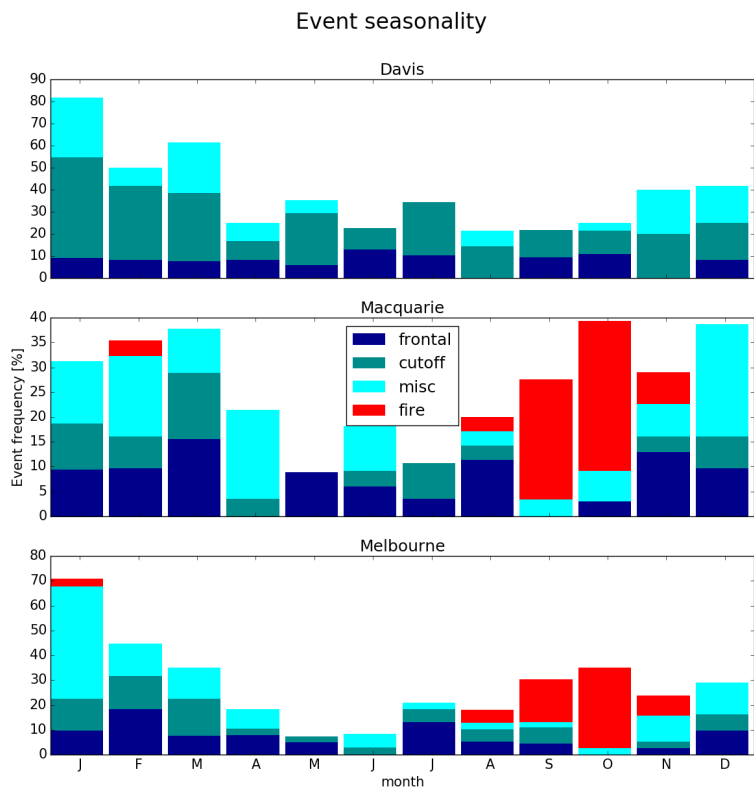 Event seasonality
Davis
90
80
70
60
50
40
30
20
10
0
Macquarie
40
35
30
25
20
15
10
5
0
frontal
cutoff
misc
fire
Event frequency [%]
Melbourne
80
70
60
50
40
30
20
10
0
J F M A M J J A S O N D
month